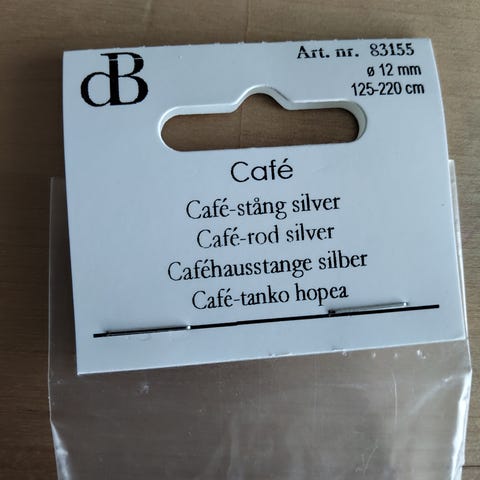 dB
Art. nr. 83155
ø 12 mm
125-220 cm
Café
Café-stång silver
Café-rod silver
Caféhausstange silber
Café-tanko hopea